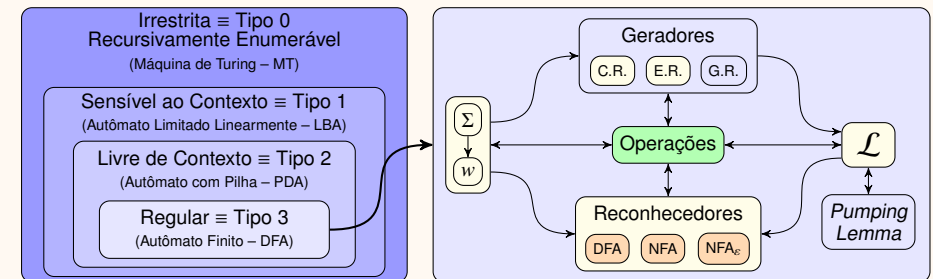 Irrestrita ≡ Tipo 0
Recursivamente Enumerável
(Máquina de Turing – MT)
Sensível ao Contexto ≡ Tipo 1
(Autômato Limitado Linearmente – LBA)
Livre de Contexto ≡ Tipo 2
(Autômato com Pilha – PDA)
Regular ≡ Tipo 3
(Autômato Finito – DFA)
Σ
w
Geradores
C.R. E.R. G.R.
Operações
Reconhecedores
DFA NFA NFAε
ℒ
Pumping
Lemma